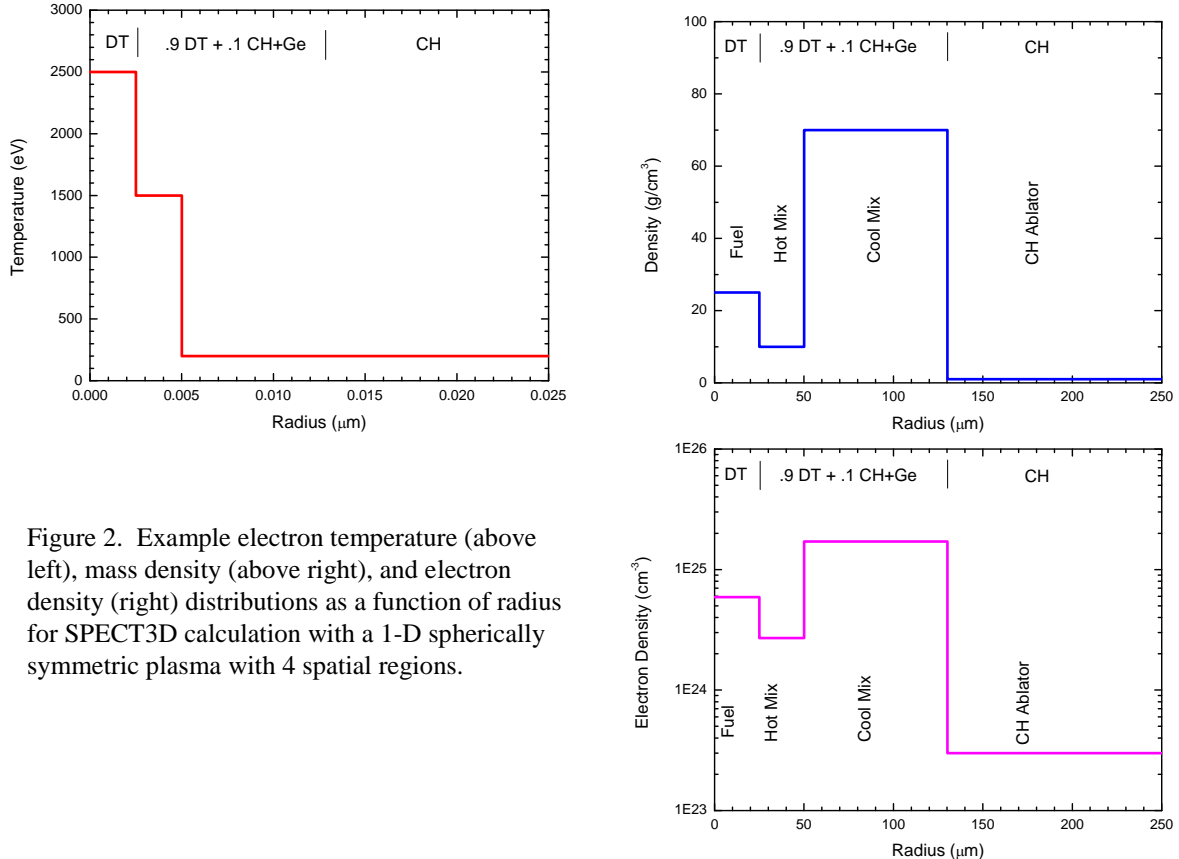 3000
2500
2000
1500
1000
500
0
Temperature (eV)
DT | .9 DT + .1 CH+Ge | CH
0.000 0.005 0.010 0.015 0.020 0.025
Radius (μm)
100
80
60
40
20
0
Density (g/cm³)
DT | .9 DT + .1 CH+Ge | CH
Fuel
Hot Mix
Cool Mix
CH Ablator
0 50 100 150 200 250
Radius (μm)
1E26
1E25
1E24
1E23
Electron Density (cm⁻³)
DT | .9 DT + .1 CH+Ge | CH
Fuel
Hot Mix
Cool Mix
CH Ablator
0 50 100 150 200 250
Radius (μm)
Figure 2. Example electron temperature (above
left), mass density (above right), and electron
density (right) distributions as a function of radius
for SPECT3D calculation with a 1-D spherically
symmetric plasma with 4 spatial regions.